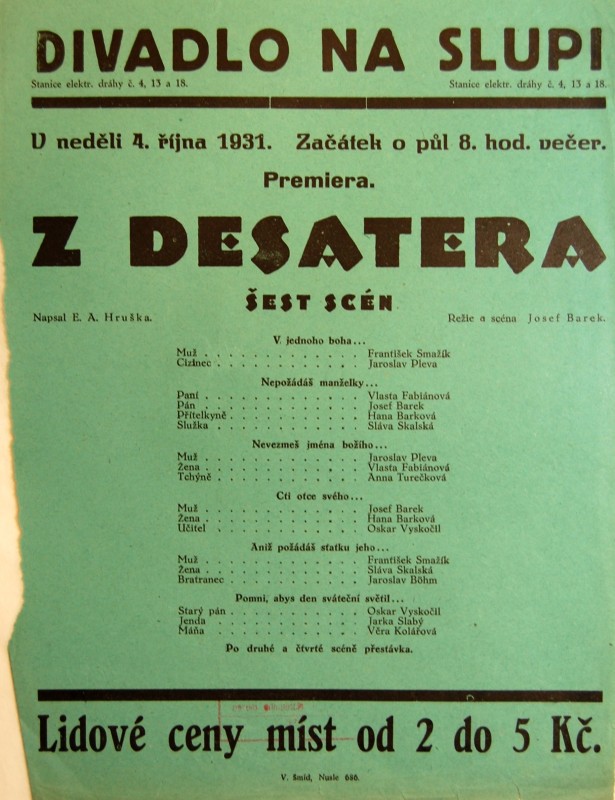 DIVADLO NA SLUPI
Stanice elektr. dráhy č. 4, 13 a 18. Stanice elektr. dráhy č. 4, 13 a 18.
V neděli 4. října 1931. Začátek o půl 8. hod. večer.
Premiera.
Z DESATERA
ŠEST SCÉN
Napsal E. A. Hruška. Režie a scéna Josef Barek.
V jednoho boha...
Muž . . . . . . . . . . . . František Smažík
Cizinec . . . . . . . . . . . . Jaroslav Pleva
Nepožádáš manželky...
Paní . . . . . . . . . . . . Vlasta Fabiánová
Pán . . . . . . . . . . . . Josef Barek
Přítelkyně . . . . . . . . . . Hana Barková
Služka . . . . . . . . . . . . Sláva Skalská
Nevezmeš jména božího...
Muž . . . . . . . . . . . . Jaroslav Pleva
Žena . . . . . . . . . . . . Vlasta Fabiánová
Tchýně . . . . . . . . . . . . Anna Turečková
Cti otce svého...
Muž . . . . . . . . . . . . Josef Barek
Žena . . . . . . . . . . . . Hana Barková
Učitel . . . . . . . . . . . . Oskar Vyskočil
Aniž požádáš statku jeho...
Muž . . . . . . . . . . . . František Smažík
Žena . . . . . . . . . . . . Sláva Skalská
Bratranec . . . . . . . . . . Jaroslav Böhm
Pomni, abys den sváteční světil...
Starý pán . . . . . . . . . . Oskar Vyskočil
Jenda . . . . . . . . . . . . Jarka Slabý
Máňa . . . . . . . . . . . . Věra Kolářová
Po druhé a čtvrté scéně přestávka.
Lidové ceny míst od 2 do 5 Kč.
V. Šmíd, Nusle 686.